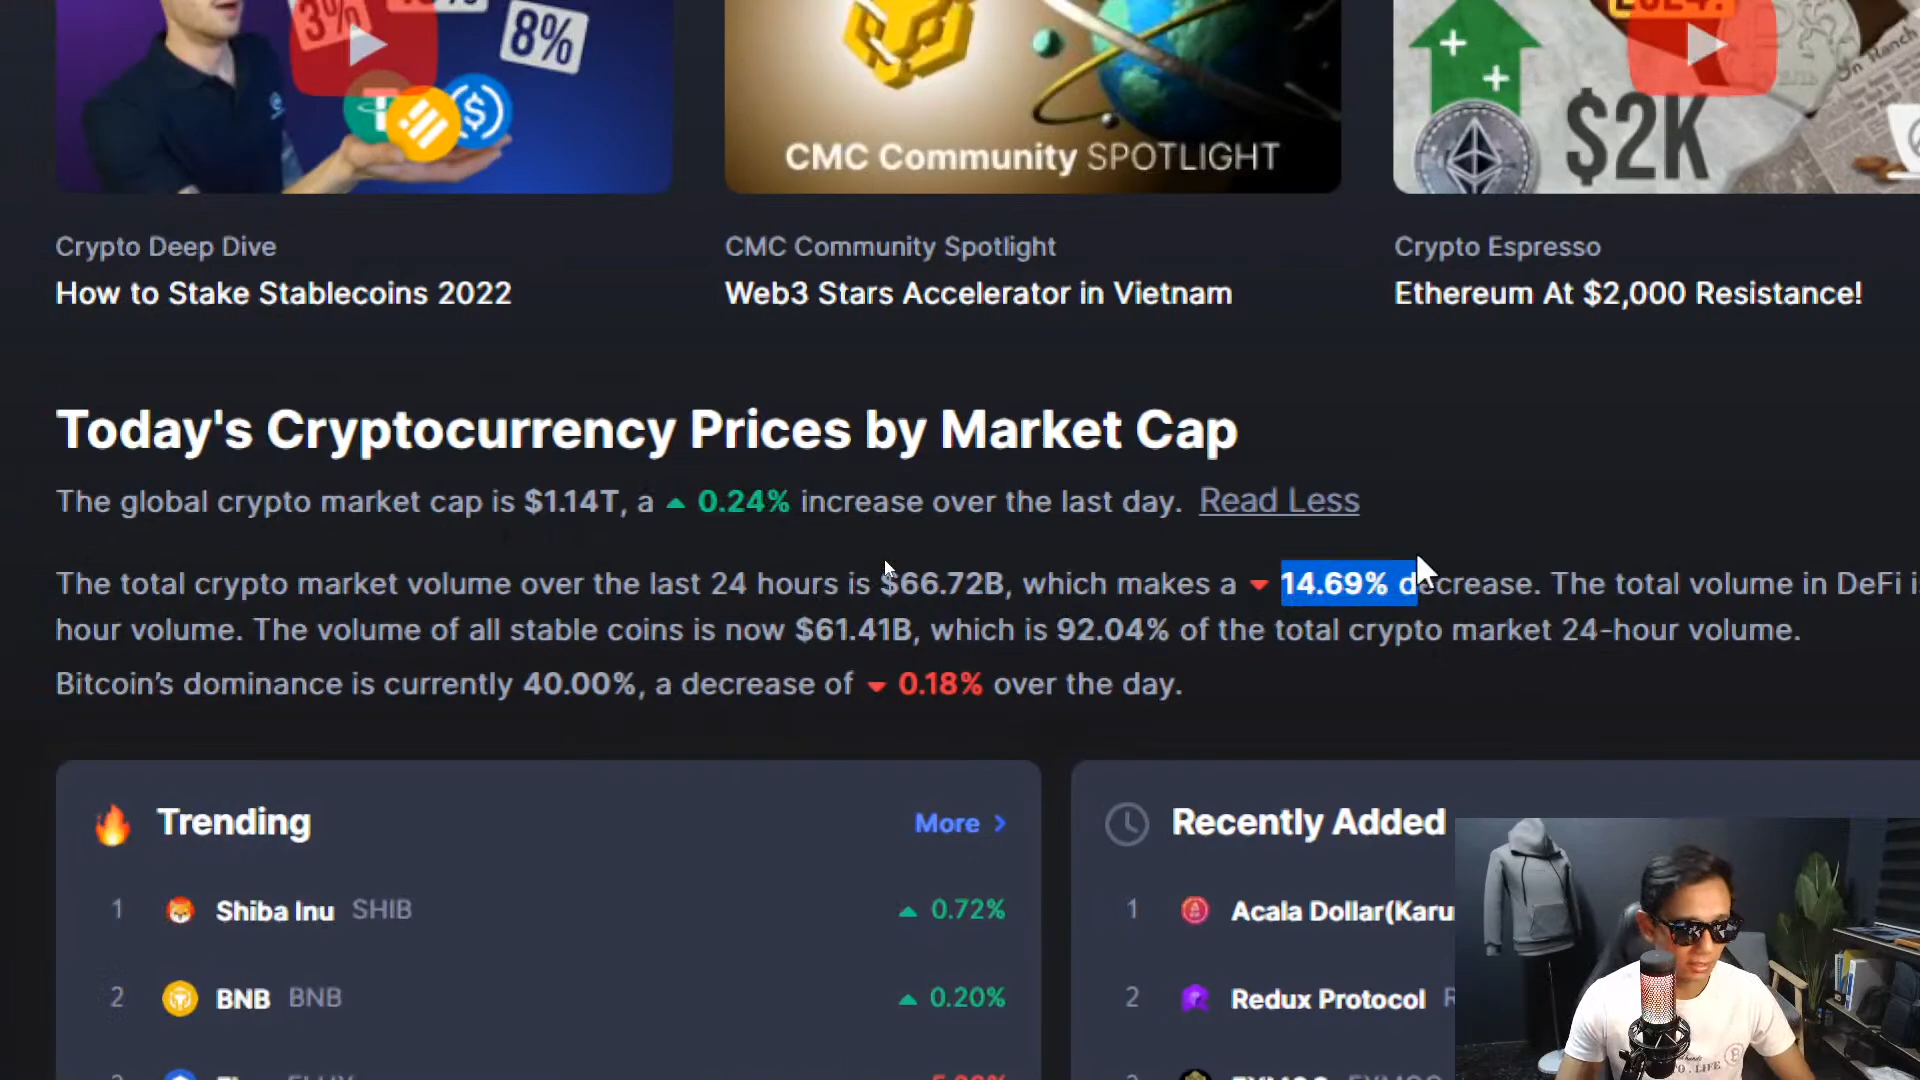 3%
8%
CMC Community SPOTLIGHT
$2K
Ranch
Crypto Deep Dive
How to Stake Stablecoins 2022
CMC Community Spotlight
Web3 Stars Accelerator in Vietnam
Crypto Espresso
Ethereum At $2,000 Resistance!
Today's Cryptocurrency Prices by Market Cap
The global crypto market cap is $1.14T, a 0.24% increase over the last day. Read Less
The total crypto market volume over the last 24 hours is $66.72B, which makes a 14.69% decrease. The total volume in DeFi
hour volume. The volume of all stable coins is now $61.41B, which is 92.04% of the total crypto market 24-hour volume.
Bitcoin’s dominance is currently 40.00%, a decrease of 0.18% over the day.
Trending
More
1 Shiba Inu SHIB 0.72%
2 BNB BNB 0.20%
Recently Added
1 Acala Dollar(Karu
2 Redux Protocol